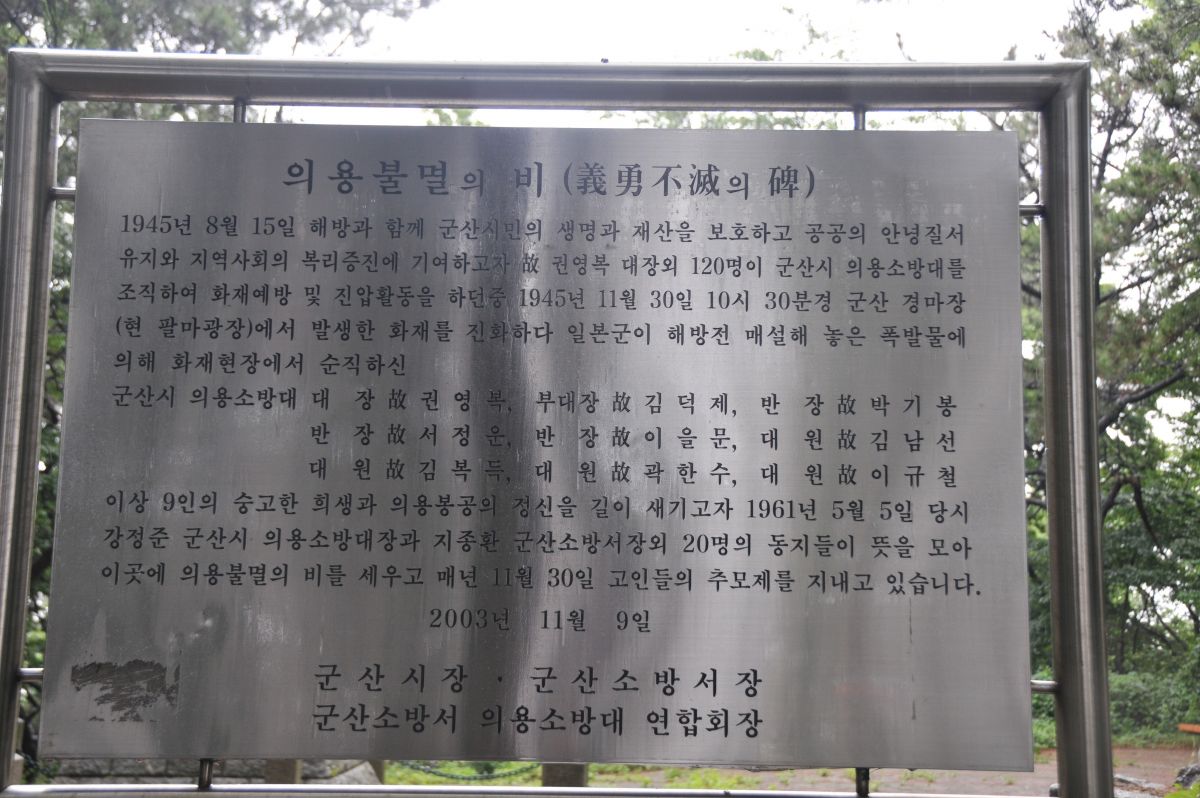 의용불멸의 비 (義勇不滅의 碑)
1945년 8월 15일 해방과 함께 군산시민의 생명과 재산을 보호하고 공공의 안녕질서
유지와 지역사회의 복리증진에 기여하고자 故 권영복 대장외 120명이 군산시 의용소방대를
조직하여 화재예방 및 진압활동을 하던중 1945년 11월 30일 10시 30분경 군산 경마장
(현 팔마광장)에서 발생한 화재를 진화하다 일본군이 해방전 매설해 놓은 폭발물에
의해 화재현장에서 순직하신
군산시 의용소방대 대 장 故 권영복, 부대장 故 김덕제, 반 장 故 박기봉
반 장 故 서정운, 반 장 故 이을문, 대 원 故 김남선
대 원 故 김복득, 대 원 故 곽한수, 대 원 故 이규철
이상 9인의 숭고한 희생과 의용봉공의 정신을 길이 새기고자 1961년 5월 5일 당시
강정준 군산시 의용소방대장과 지종환 군산소방서장외 20명의 동지들이 뜻을 모아
이곳에 의용불멸의 비를 세우고 매년 11월 30일 고인들의 추모제를 지내고 있습니다.
2003년 11월 9일
군산시장 · 군산소방서장
군산소방서 의용소방대 연합회장